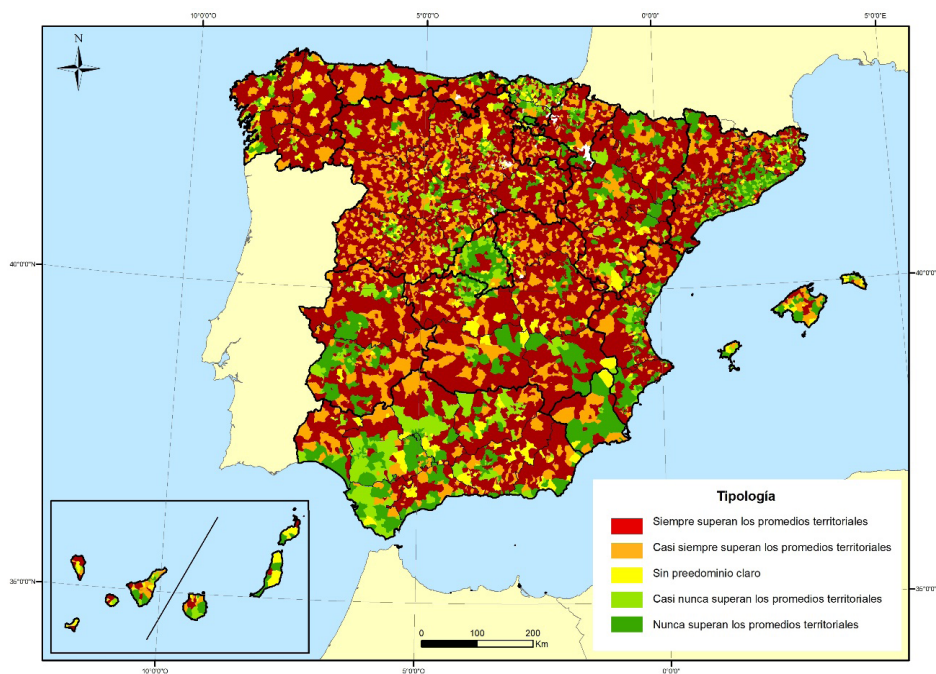 10°0'0"O
5°0'0"O
0°0'0"
5°0'0"E
N
40°0'0"N
40°0'0"N
Tipología
Siempre superan los promedios territoriales
Casi siempre superan los promedios territoriales
Sin preedominio claro
Casi nunca superan los promedios territoriales
Nunca superan los promedios territoriales
35°0'0"N
35°0'0"N
0 100 200
Km
10°0'0"O
5°0'0"O
0°0'0"